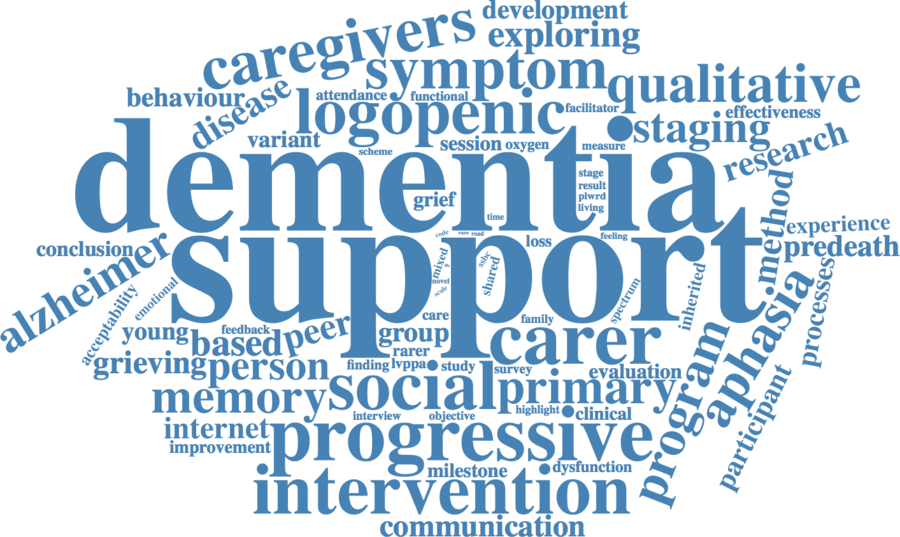 development
caregivers
exploring
symptom
qualitative
behaviour
disease
attendance
functional
logopenic
facilitator
effectiveness
variant
scheme
session
oxygen
measure
staging
research
dementia
stage
result
plwrd
living
grief
time
method
experience
conclusion
code
rare
road
loss
feeling
predeath
alzheimer
support
mixed
novel
scale
sshc
shared
spectrum
inherited
processes
acceptability
emotional
young
feedback
based
peer
care
group
family
carer
aphasia
rarer
grieving
person
finding
lvppa
study
survey
evaluation
program
participant
memory
social
primary
interview
objective
highlight
clinical
internet
improvement
progressive
milestone
dysfunction
intervention
communication